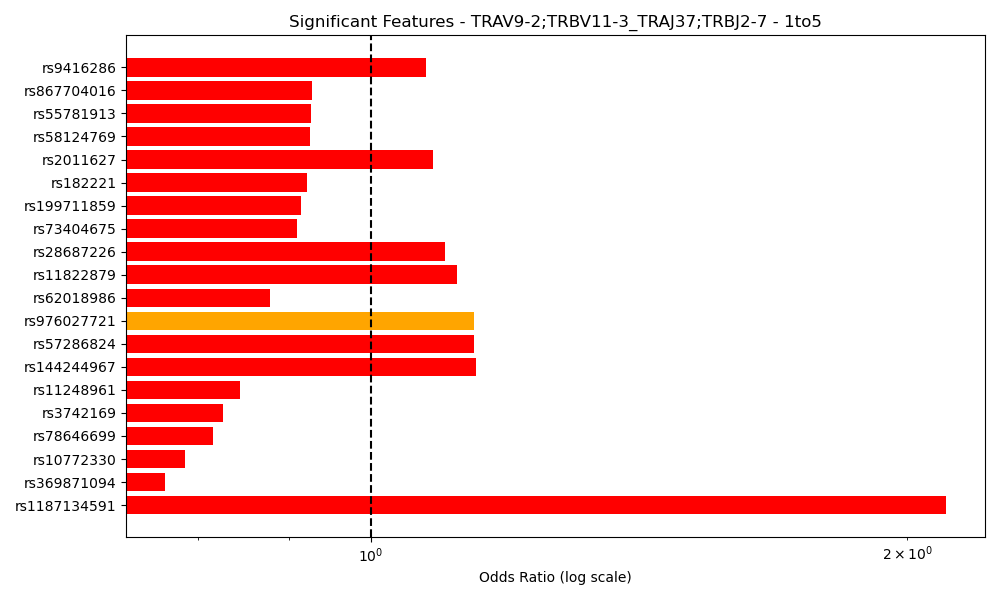 Significant Features - TRAV9-2;TRBV11-3_TRAJ37;TRBJ2-7 - 1to5
rs9416286
rs867704016
rs55781913
rs58124769
rs2011627
rs182221
rs199711859
rs73404675
rs28687226
rs11822879
rs62018986
rs976027721
rs57286824
rs144244967
rs11248961
rs3742169
rs78646699
rs10772330
rs369871094
rs1187134591
10⁰ 2 × 10⁰
Odds Ratio (log scale)